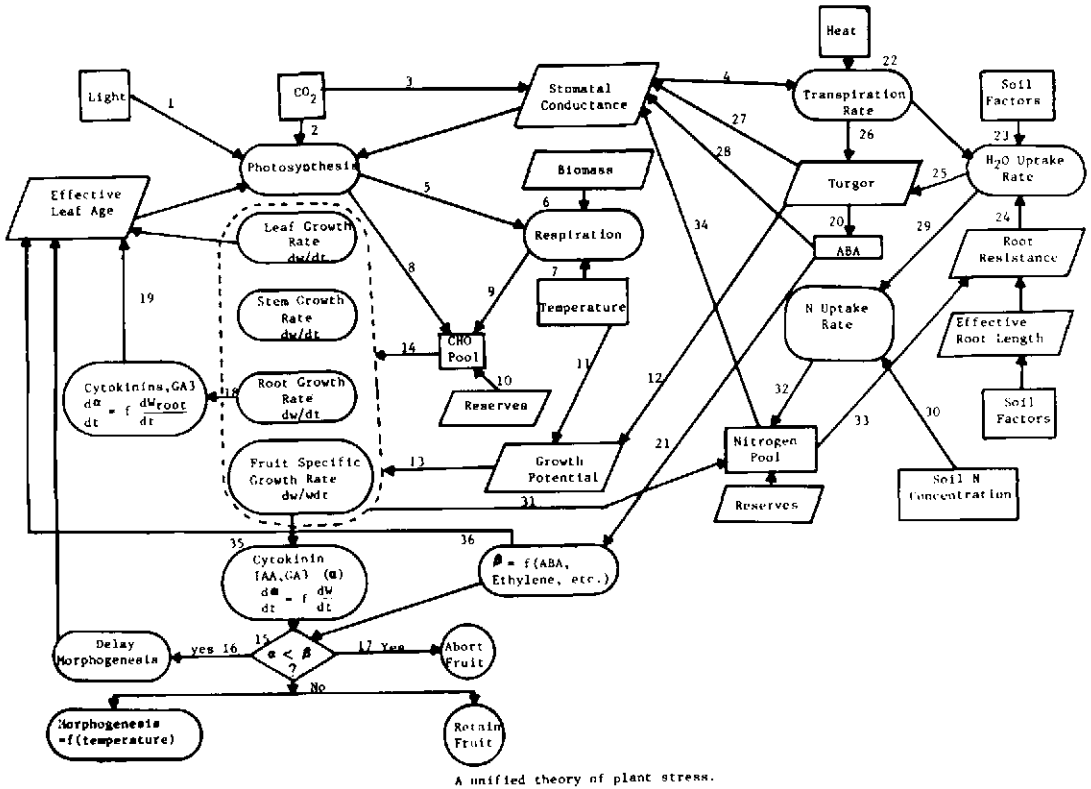 Heat
22
Light
1
CO2
3
2
Stomatal
Conductance
4
Transpiration
Rate
Soil
Factors
23
27
26
28
H2O Uptake
Rate
25
Photosypthesis
5
Biomass
6
Turgor
24
Effective
Leaf Age
Leaf Growth
Rate
dw/dt
Respiration
34
20
ABA
29
Root
Resistance
8
9
7
Temperature
19
Stem Growth
Rate
dw/dt
N Uptake
Rate
Effective
Root Length
14
CHO
Pool
11
12
Cytokinins,GA3
dα
dt
= f
dWroot
dt
18
Root Growth
Rate
dw/dt
10
Reserves
32
33
30
Soil
Factors
21
Nitrogen
Pool
Fruit Specific
Growth Rate
dw/wdt
13
Growth
Potential
31
Soil N
Concentration
Reserves
35
36
Cytokinin
IAA,GA3 (α)
dα
dt
= f
dW
dt
β = f(ABA,
Ethylene, etc.)
Delay
Morphogenesis
yes 16
15
α < β
?
17 Yes
Abort
Fruit
No
Morphogenesis
=f(temperature)
Retain
Fruit
A unified theory of plant stress.